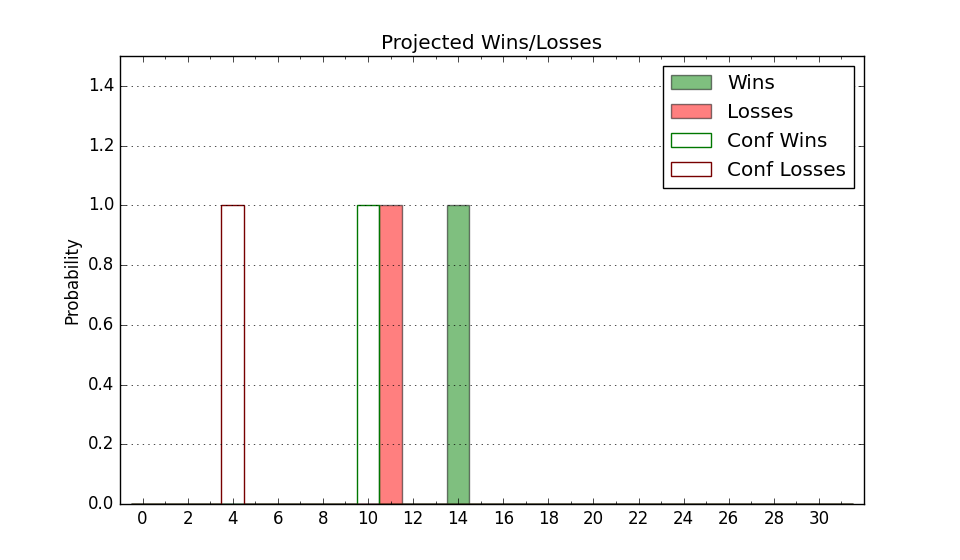 Projected Wins/Losses
Wins
Losses
Conf Wins
Conf Losses
Probability
1.4
1.2
1.0
0.8
0.6
0.4
0.2
0.0
0 2 4 6 8 10 12 14 16 18 20 22 24 26 28 30